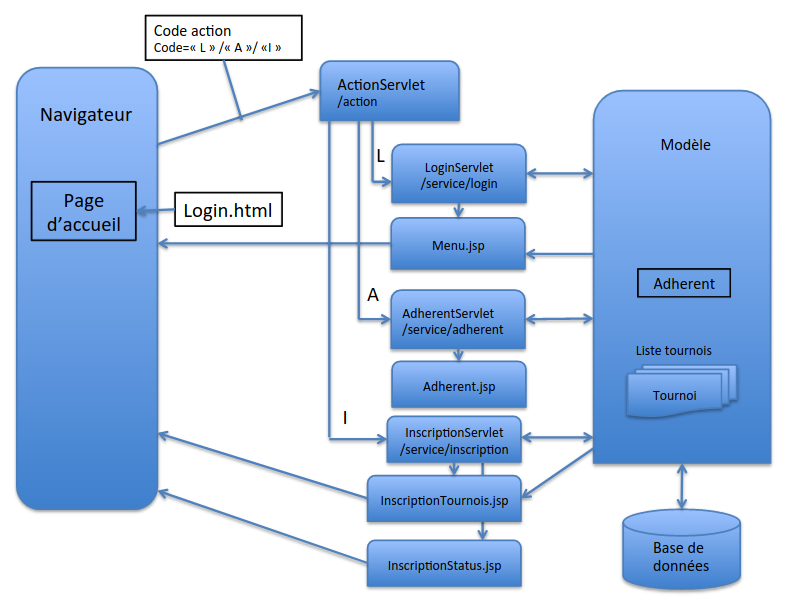 Code action
Code=« L » /« A »/ «I »
Navigateur
Page
d’accueil
Login.html
ActionServlet
/action
L
LoginServlet
/service/login
Menu.jsp
A
AdherentServlet
/service/adherent
Adherent.jsp
I
InscriptionServlet
/service/inscription
InscriptionTournois.jsp
InscriptionStatus.jsp
Modèle
Adherent
Liste tournois
Tournoi
Base de
données